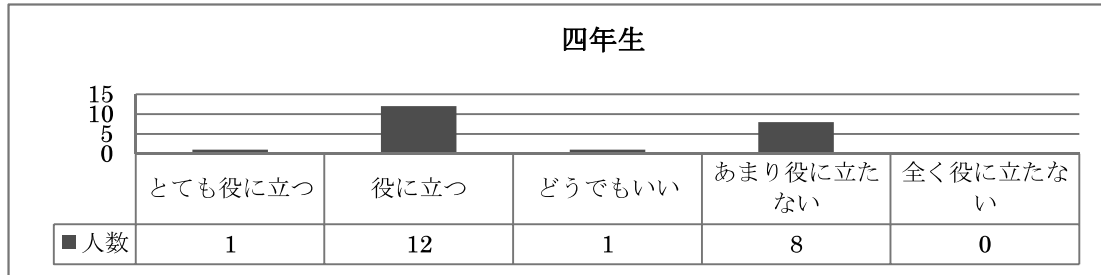 四年生
15
10
5
0
とても役に立つ
役に立つ
どうでもいい
あまり役に立た
ない
全く役に立たな
い
人数 1 12 1 8 0